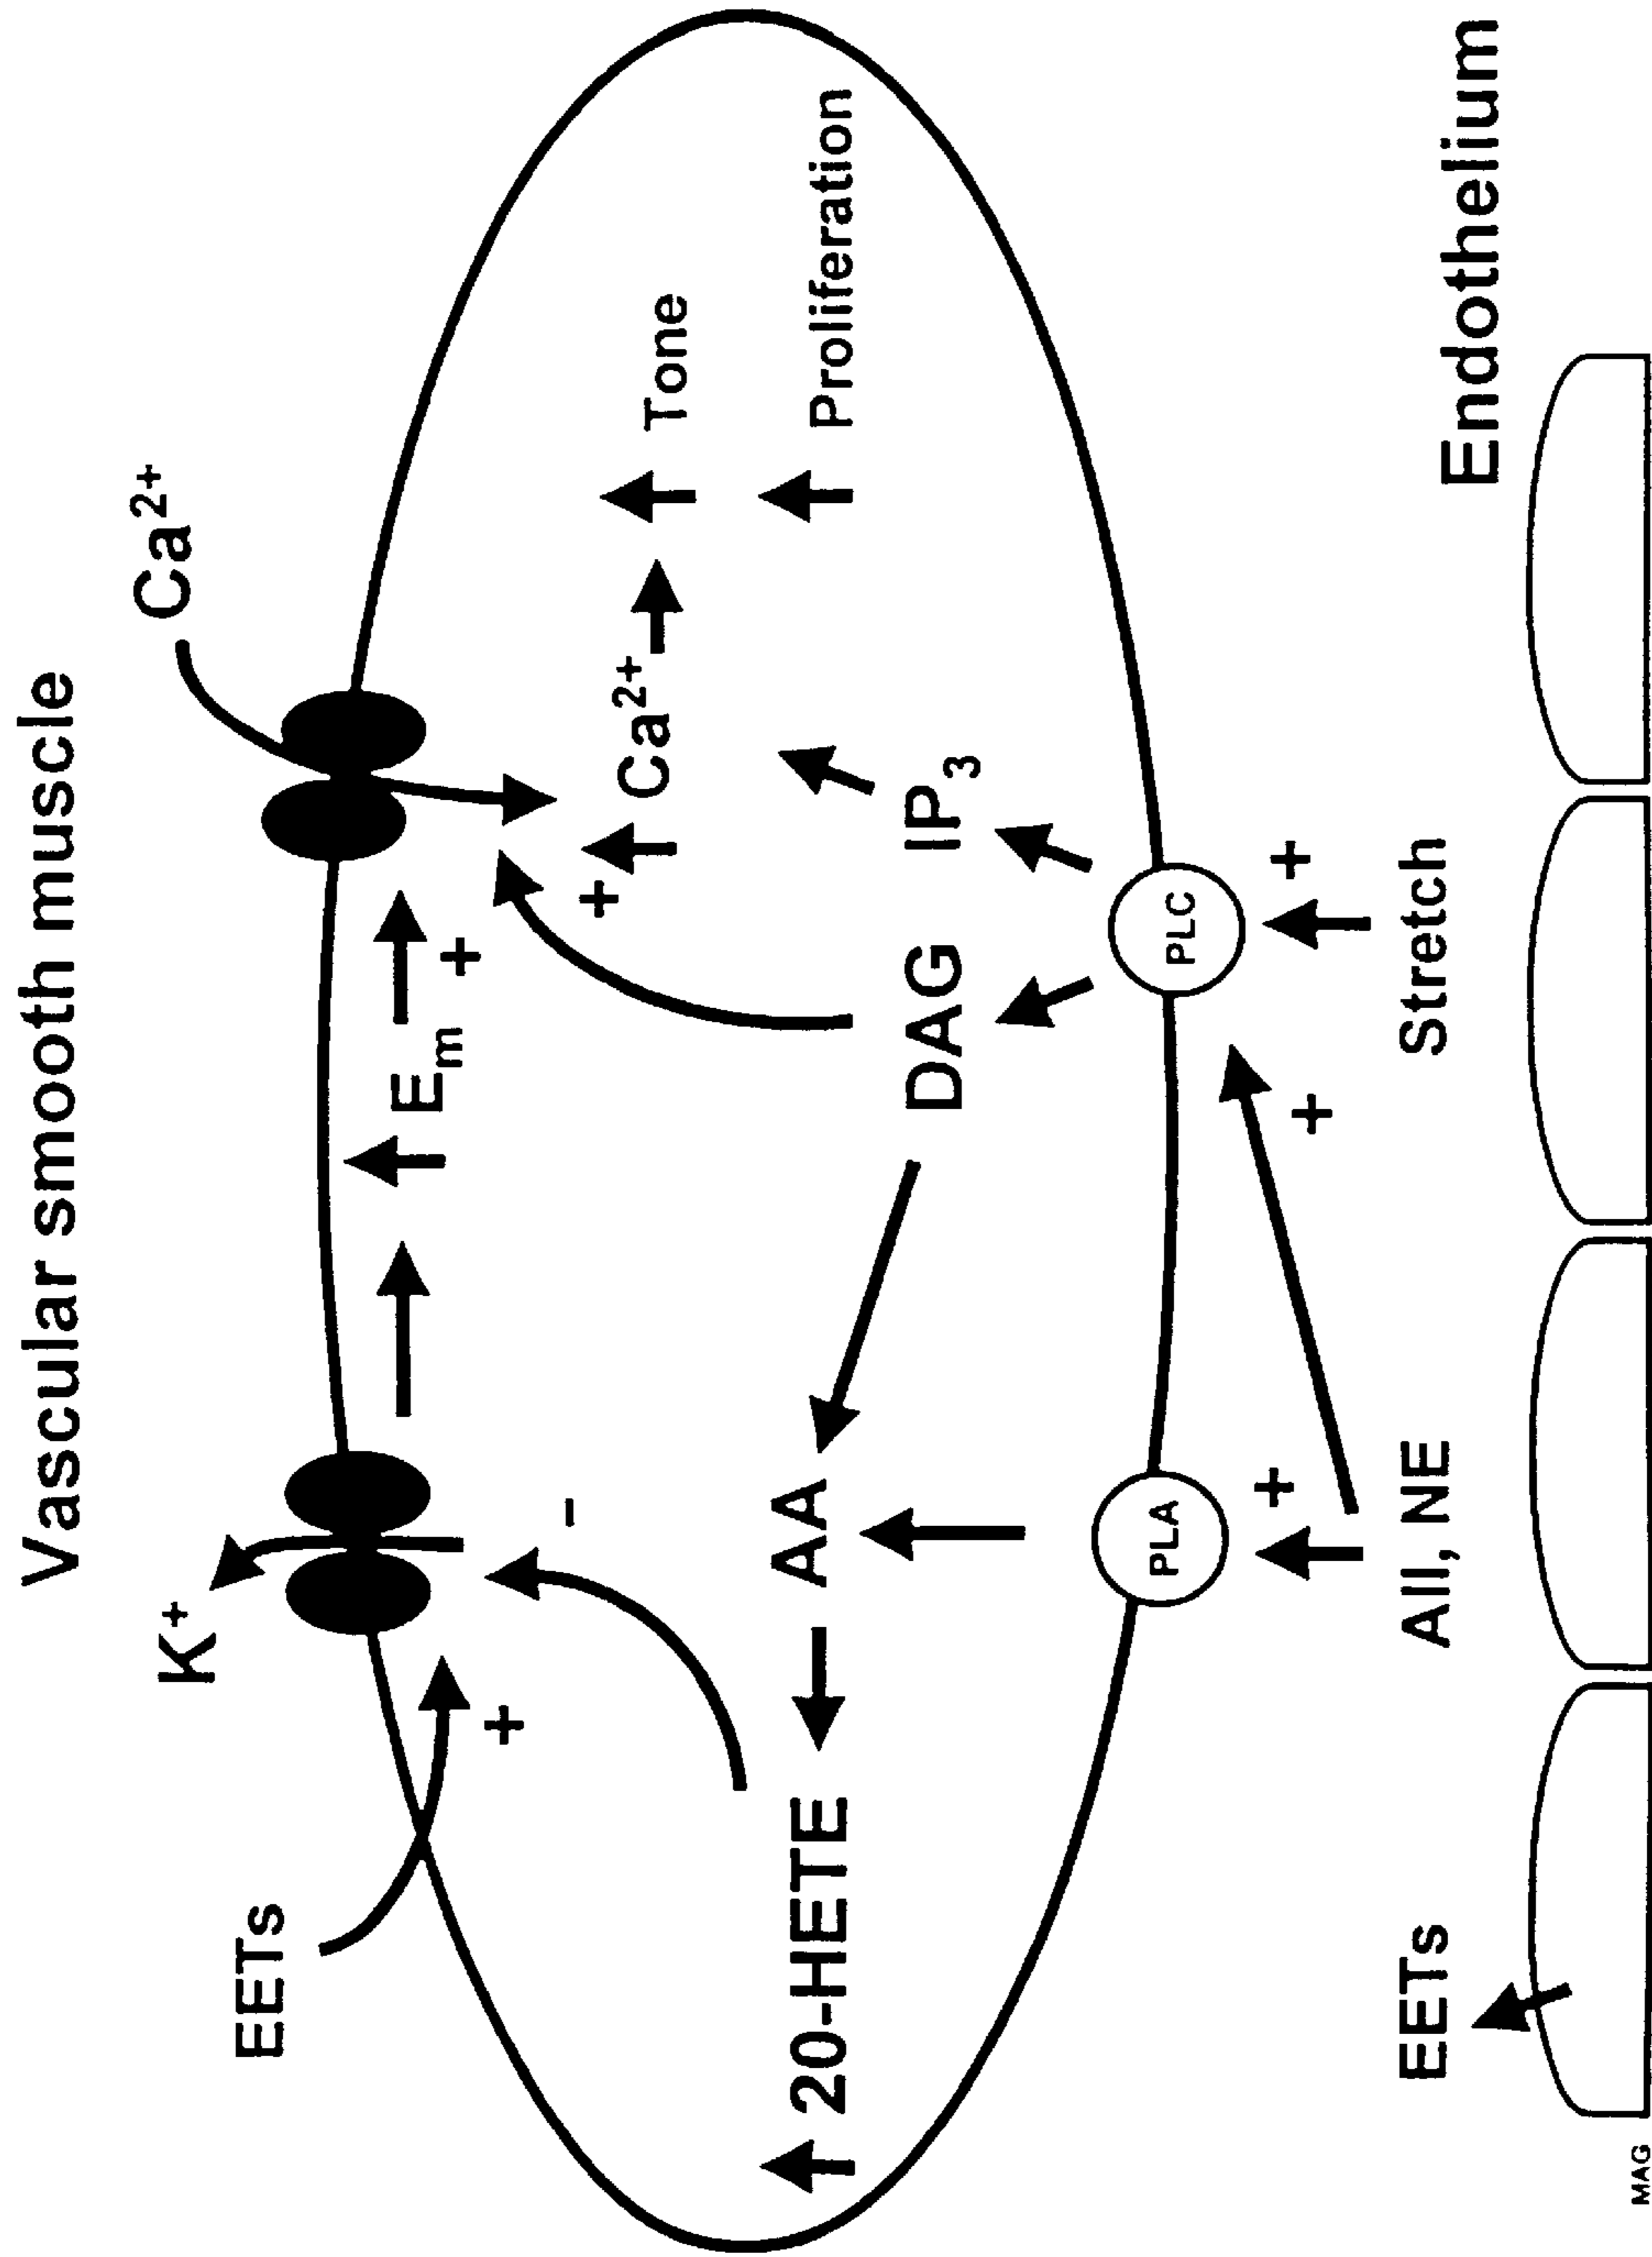 Vascular smooth muscle
K⁺
Ca²⁺
EETs
+
-
Eₘ
+
+
Ca²⁺
Tone
20-HETE
AA
Proliferation
DAG
IP₃
PLA
PLC
+
+
+
EETs
AII, NE
Stretch
Endothelium
MAG